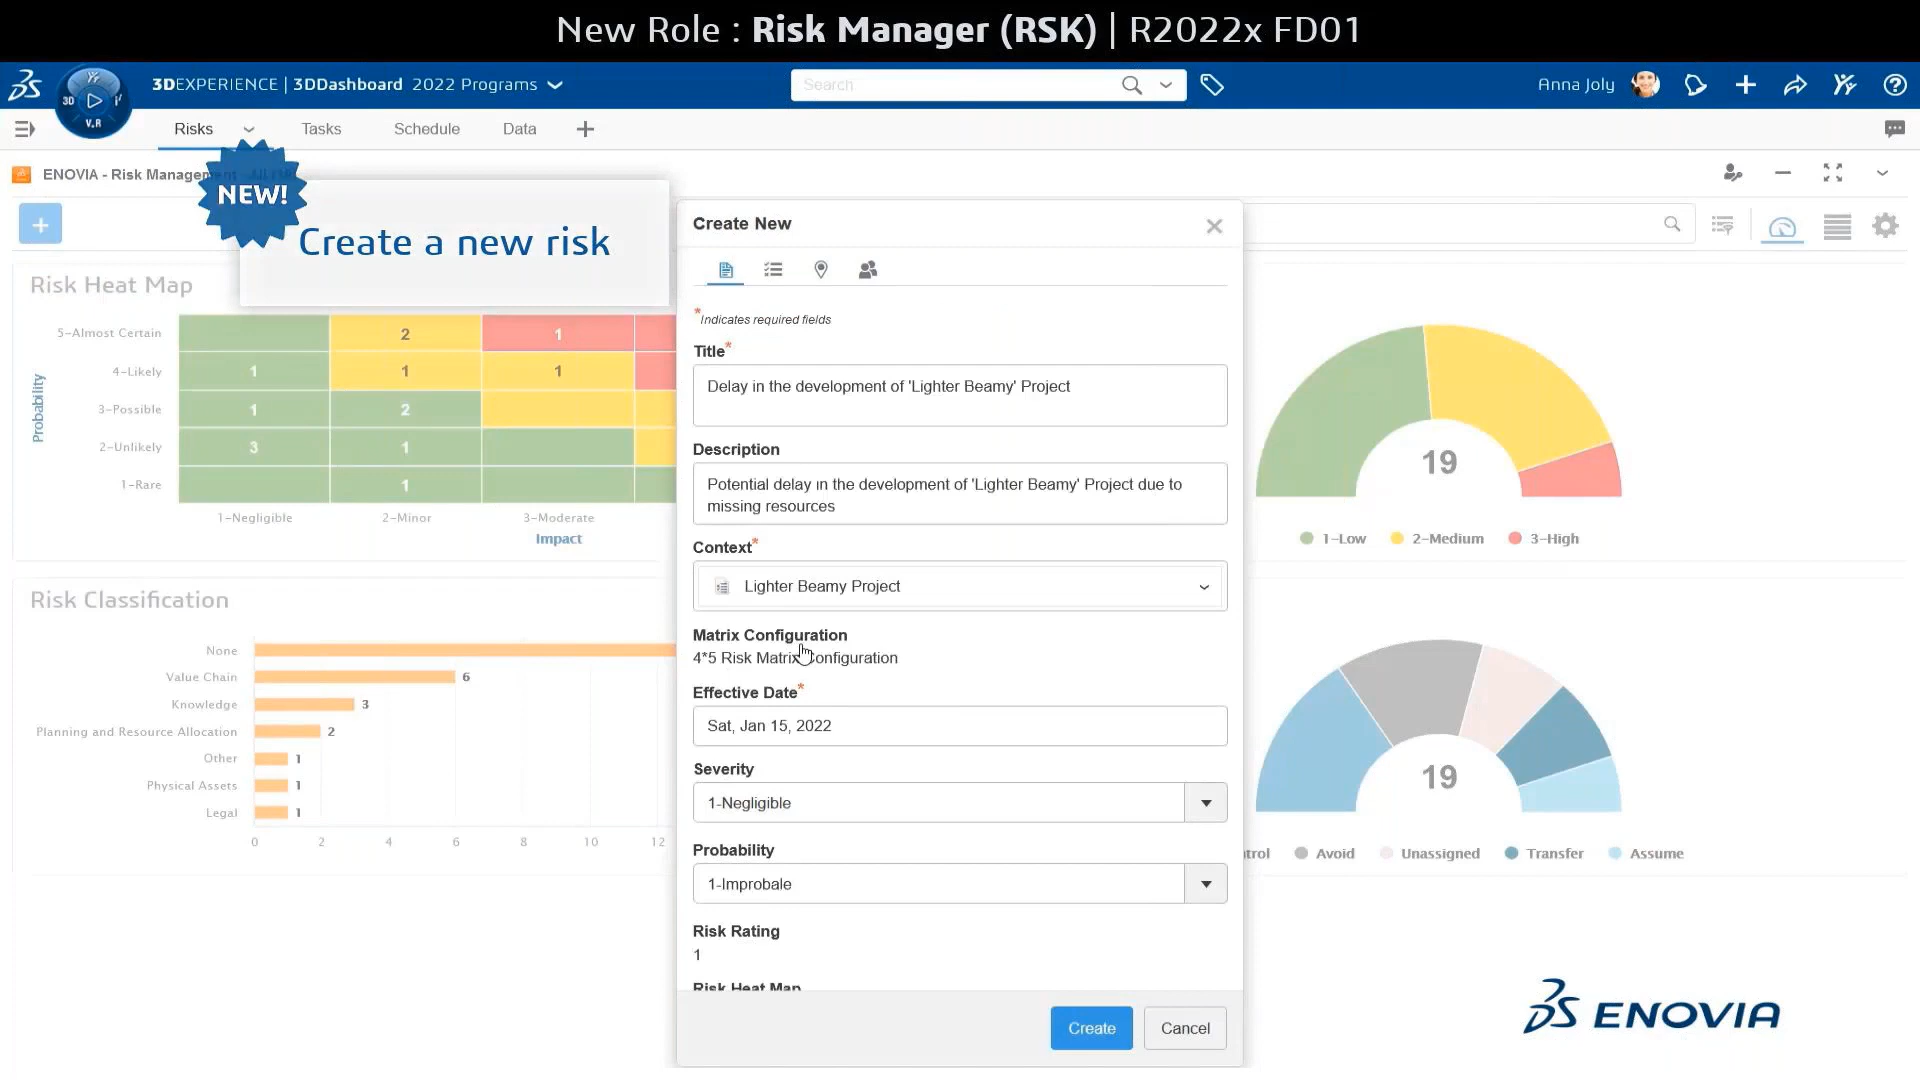 New Role : Risk Manager (RSK) | R2022x FD01
3DEXPERIENCE | 3DDashboard 2022 Programs
Search
Anna Joly
3D
V.R
Risks
Tasks
Schedule
Data
ENOVIA - Risk Management
NEW!
Create a new risk
Risk Heat Map
Probability
5-Almost Certain
2
1
4-Likely
1
1
1
3-Possible
1
2
2-Unlikely
3
1
1-Rare
1
1-Negligible
2-Minor
3-Moderate
Impact
Risk Classification
None
Value Chain
6
Knowledge
3
Planning and Resource Allocation
2
Other
1
Physical Assets
1
Legal
1
0
2
4
6
8
10
12
Create New
*Indicates required fields
Title*
Delay in the development of 'Lighter Beamy' Project
Description
Potential delay in the development of 'Lighter Beamy' Project due to
missing resources
Context*
Lighter Beamy Project
Matrix Configuration
4*5 Risk Matrix Configuration
Effective Date*
Sat, Jan 15, 2022
Severity
1-Negligible
Probability
1-Improbale
Risk Rating
1
Risk Heat Map
Create
Cancel
19
1-Low
2-Medium
3-High
19
Avoid
Unassigned
Transfer
Assume
ENOVIA